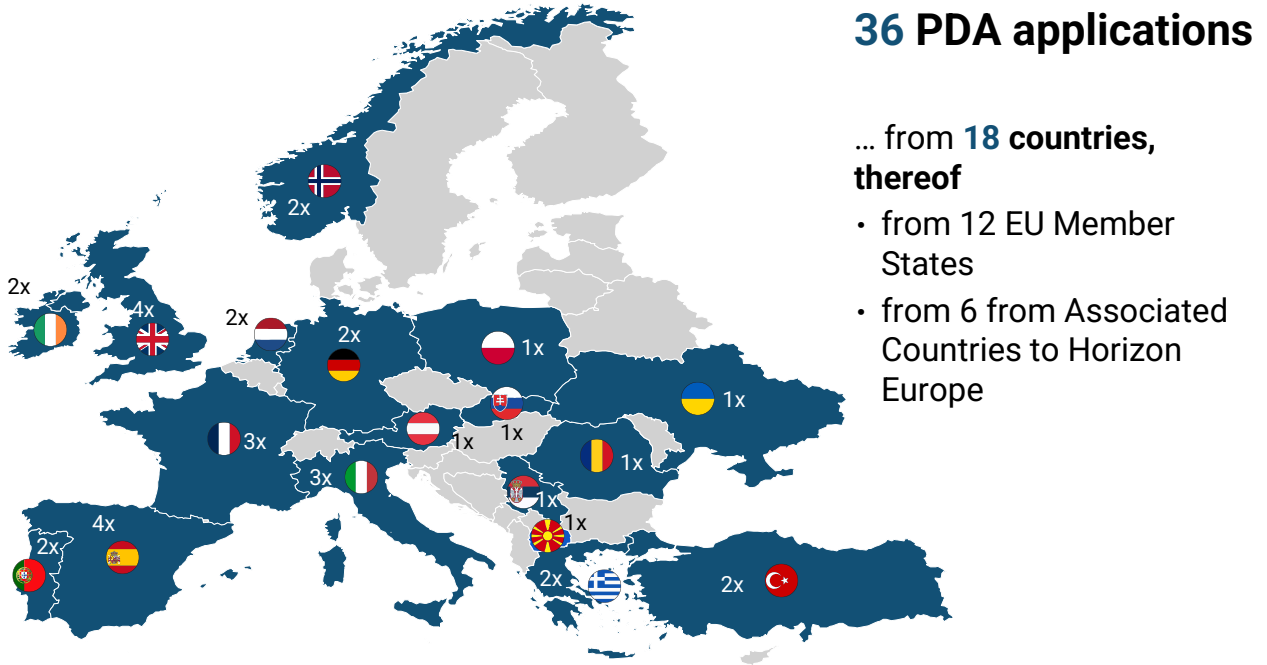 36 PDA applications
… from 18 countries,
thereof
• from 12 EU Member
States
• from 6 from Associated
Countries to Horizon
Europe
2x
2x
4x
2x
2x
1x
1x
3x
1x
1x
3x
1x
1x
1x
4x
2x
2x
2x